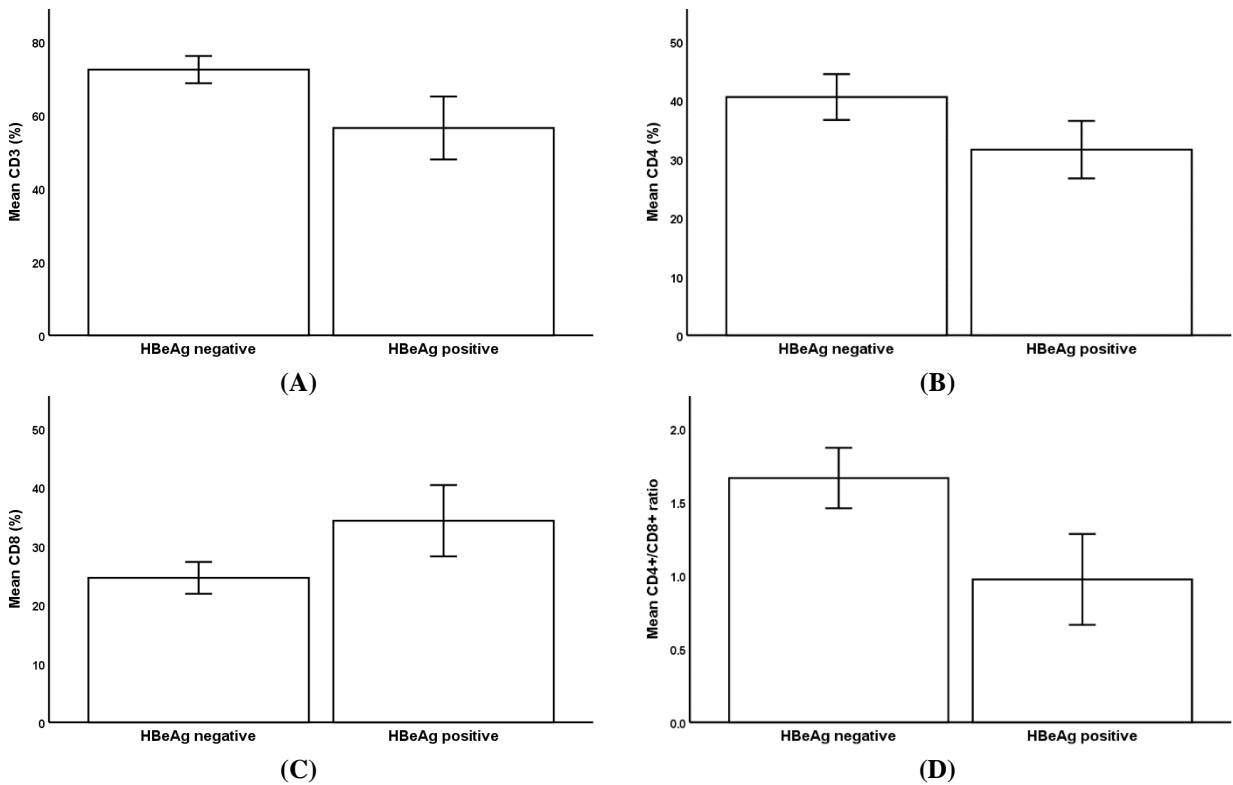 Mean CD3 (%)
80
60
40
20
0
HBeAg negative HBeAg positive
(A)
Mean CD4 (%)
50
40
30
20
10
0
HBeAg negative HBeAg positive
(B)
Mean CD8 (%)
50
40
30
20
10
0
HBeAg negative HBeAg positive
(C)
Mean CD4+/CD8+ ratio
2.0
1.5
1.0
0.5
0.0
HBeAg negative HBeAg positive
(D)